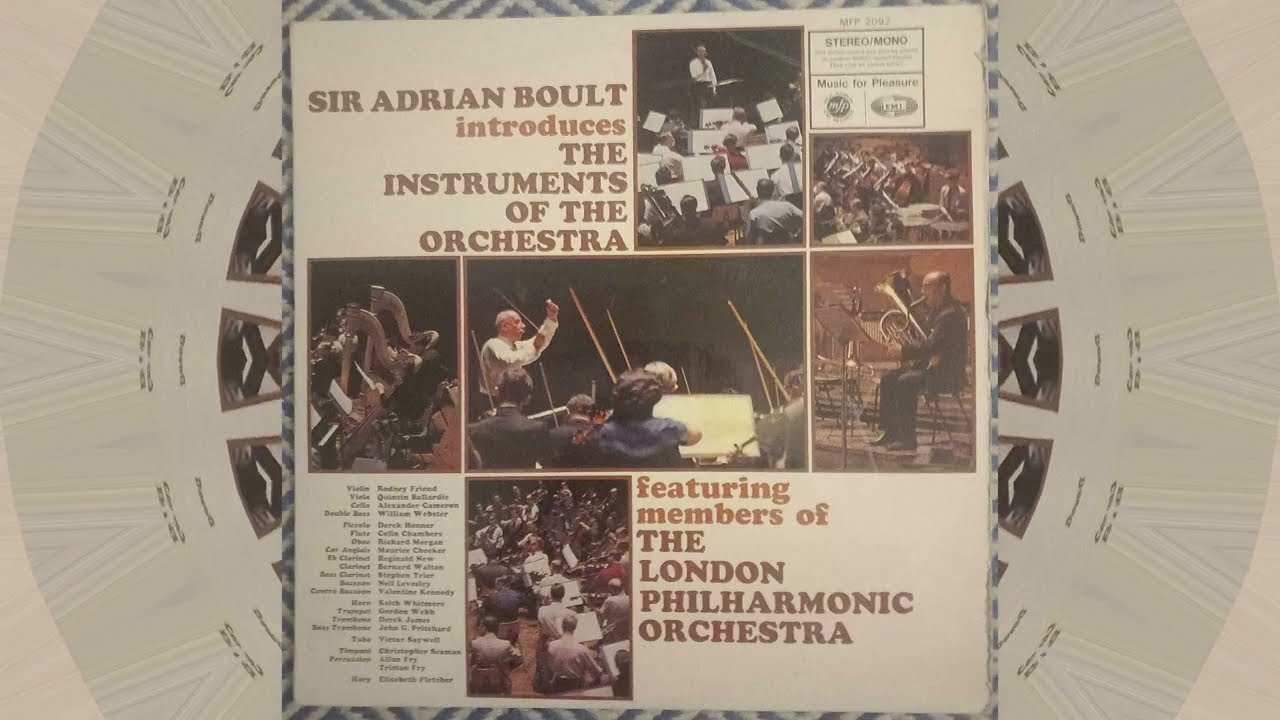 MFP 2092
STEREO/MONO
Music for Pleasure
mfp
EMI
SIR ADRIAN BOULT
introduces
THE
INSTRUMENTS
OF THE
ORCHESTRA
Violin Rodney Friend
Viola Quintin Ballardie
Cello Alexander Cameron
Double Bass William Webster
Piccolo Derek Honner
Flute Colin Chambers
Oboe Richard Morgan
Cor Anglais Maurice Checker
Eb Clarinet Reginald New
Clarinet Bernard Walton
Bass Clarinet Stephen Trier
Bassoon Neil Levesley
Contra Bassoon Valentine Kennedy
Horn Keith Whitmore
Trumpet Gordon Webb
Trombone Derek James
Bass Trombone John G. Pritchard
Tuba Victor Saywell
Timpani Christopher Seaman
Percussion Allan Fry
Tristan Fry
Harp Elizabeth Fletcher
featuring
members of
THE
LONDON
PHILHARMONIC
ORCHESTRA